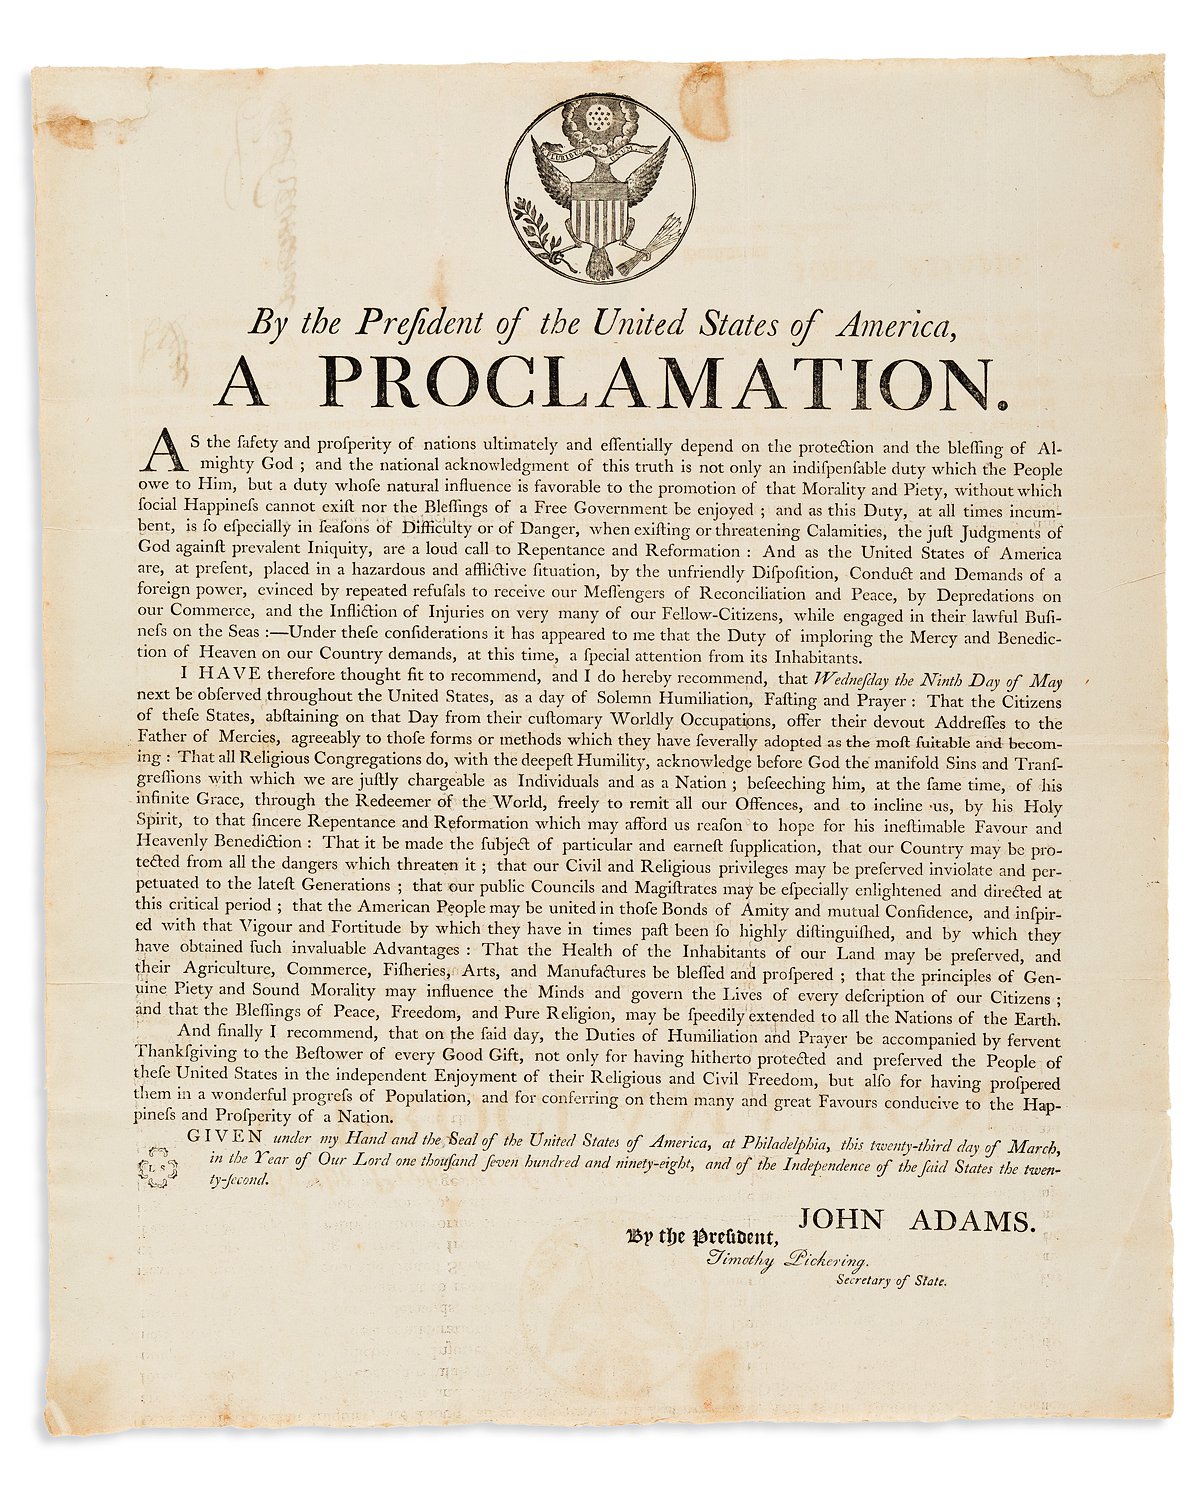 PLURIBUS UNUM.
By the Preſident of the United States of America,
A PROCLAMATION.
AS the ſafety and proſperity of nations ultimately and eſſentially depend on the protection and the bleſſing of Al-
mighty God ; and the national acknowledgment of this truth is not only an indiſpenſable duty which the People
owe to Him, but a duty whoſe natural influence is favorable to the promotion of that Morality and Piety, without which
ſocial Happineſs cannot exiſt nor the Bleſſings of a Free Government be enjoyed ; and as this Duty, at all times incum-
bent, is ſo eſpecially in ſeaſons of Difficulty or of Danger, when exiſting or threatening Calamities, the juſt Judgments of
God againſt prevalent Iniquity, are a loud call to Repentance and Reformation : And as the United States of America
are, at preſent, placed in a hazardous and afflictive ſituation, by the unfriendly Diſpoſition, Conduct and Demands of a
foreign power, evinced by repeated refuſals to receive our Meſſengers of Reconciliation and Peace, by Depredations on
our Commerce, and the Infliction of Injuries on very many of our Fellow-Citizens, while engaged in their lawful Buſi-
neſs on the Seas :—Under theſe conſiderations it has appeared to me that the Duty of imploring the Mercy and Benedic-
tion of Heaven on our Country demands, at this time, a ſpecial attention from its Inhabitants.
I HAVE therefore thought fit to recommend, and I do hereby recommend, that Wedneſday the Ninth Day of May
next be obſerved throughout the United States, as a day of Solemn Humiliation, Faſting and Prayer : That the Citizens
of theſe States, abſtaining on that Day from their cuſtomary Worldly Occupations, offer their devout Addreſſes to the
Father of Mercies, agreeably to thoſe forms or methods which they have ſeverally adopted as the moſt ſuitable and becom-
ing : That all Religious Congregations do, with the deepeſt Humility, acknowledge before God the manifold Sins and Tranſ-
greſſions with which we are juſtly chargeable as Individuals and as a Nation ; beſeeching him, at the ſame time, of his
infinite Grace, through the Redeemer of the World, freely to remit all our Offences, and to incline us, by his Holy
Spirit, to that ſincere Repentance and Reformation which may afford us reaſon to hope for his ineſtimable Favour and
Heavenly Benediction : That it be made the ſubject of particular and earneſt ſupplication, that our Country may be pro-
tected from all the dangers which threaten it ; that our Civil and Religious privileges may be preſerved inviolate and per-
petuated to the lateſt Generations ; that our public Councils and Magiſtrates may be eſpecially enlightened and directed at
this critical period ; that the American People may be united in thoſe Bonds of Amity and mutual Confidence, and inſpir-
ed with that Vigour and Fortitude by which they have in times paſt been ſo highly diſtinguiſhed, and by which they
have obtained ſuch invaluable Advantages : That the Health of the Inhabitants of our Land may be preſerved, and
their Agriculture, Commerce, Fiſheries, Arts, and Manufactures be bleſſed and proſpered ; that the principles of Gen-
uine Piety and Sound Morality may influence the Minds and govern the Lives of every deſcription of our Citizens ;
and that the Bleſſings of Peace, Freedom, and Pure Religion, may be ſpeedily extended to all the Nations of the Earth.
And finally I recommend, that on the ſaid day, the Duties of Humiliation and Prayer be accompanied by fervent
Thankſgiving to the Beſtower of every Good Gift, not only for having hitherto protected and preſerved the People of
theſe United States in the independent Enjoyment of their Religious and Civil Freedom, but alſo for having proſpered
them in a wonderful progreſs of Population, and for conferring on them many and great Favours conducive to the Hap-
pineſs and Proſperity of a Nation.
GIVEN under my Hand and the Seal of the United States of America, at Philadelphia, this twenty-third day of March,
in the Year of Our Lord one thouſand ſeven hundred and ninety-eight, and of the Independence of the ſaid States the twen-
ty-ſecond.
L S
JOHN ADAMS.
By the Preſident,
Timothy Pickering.
Secretary of State.